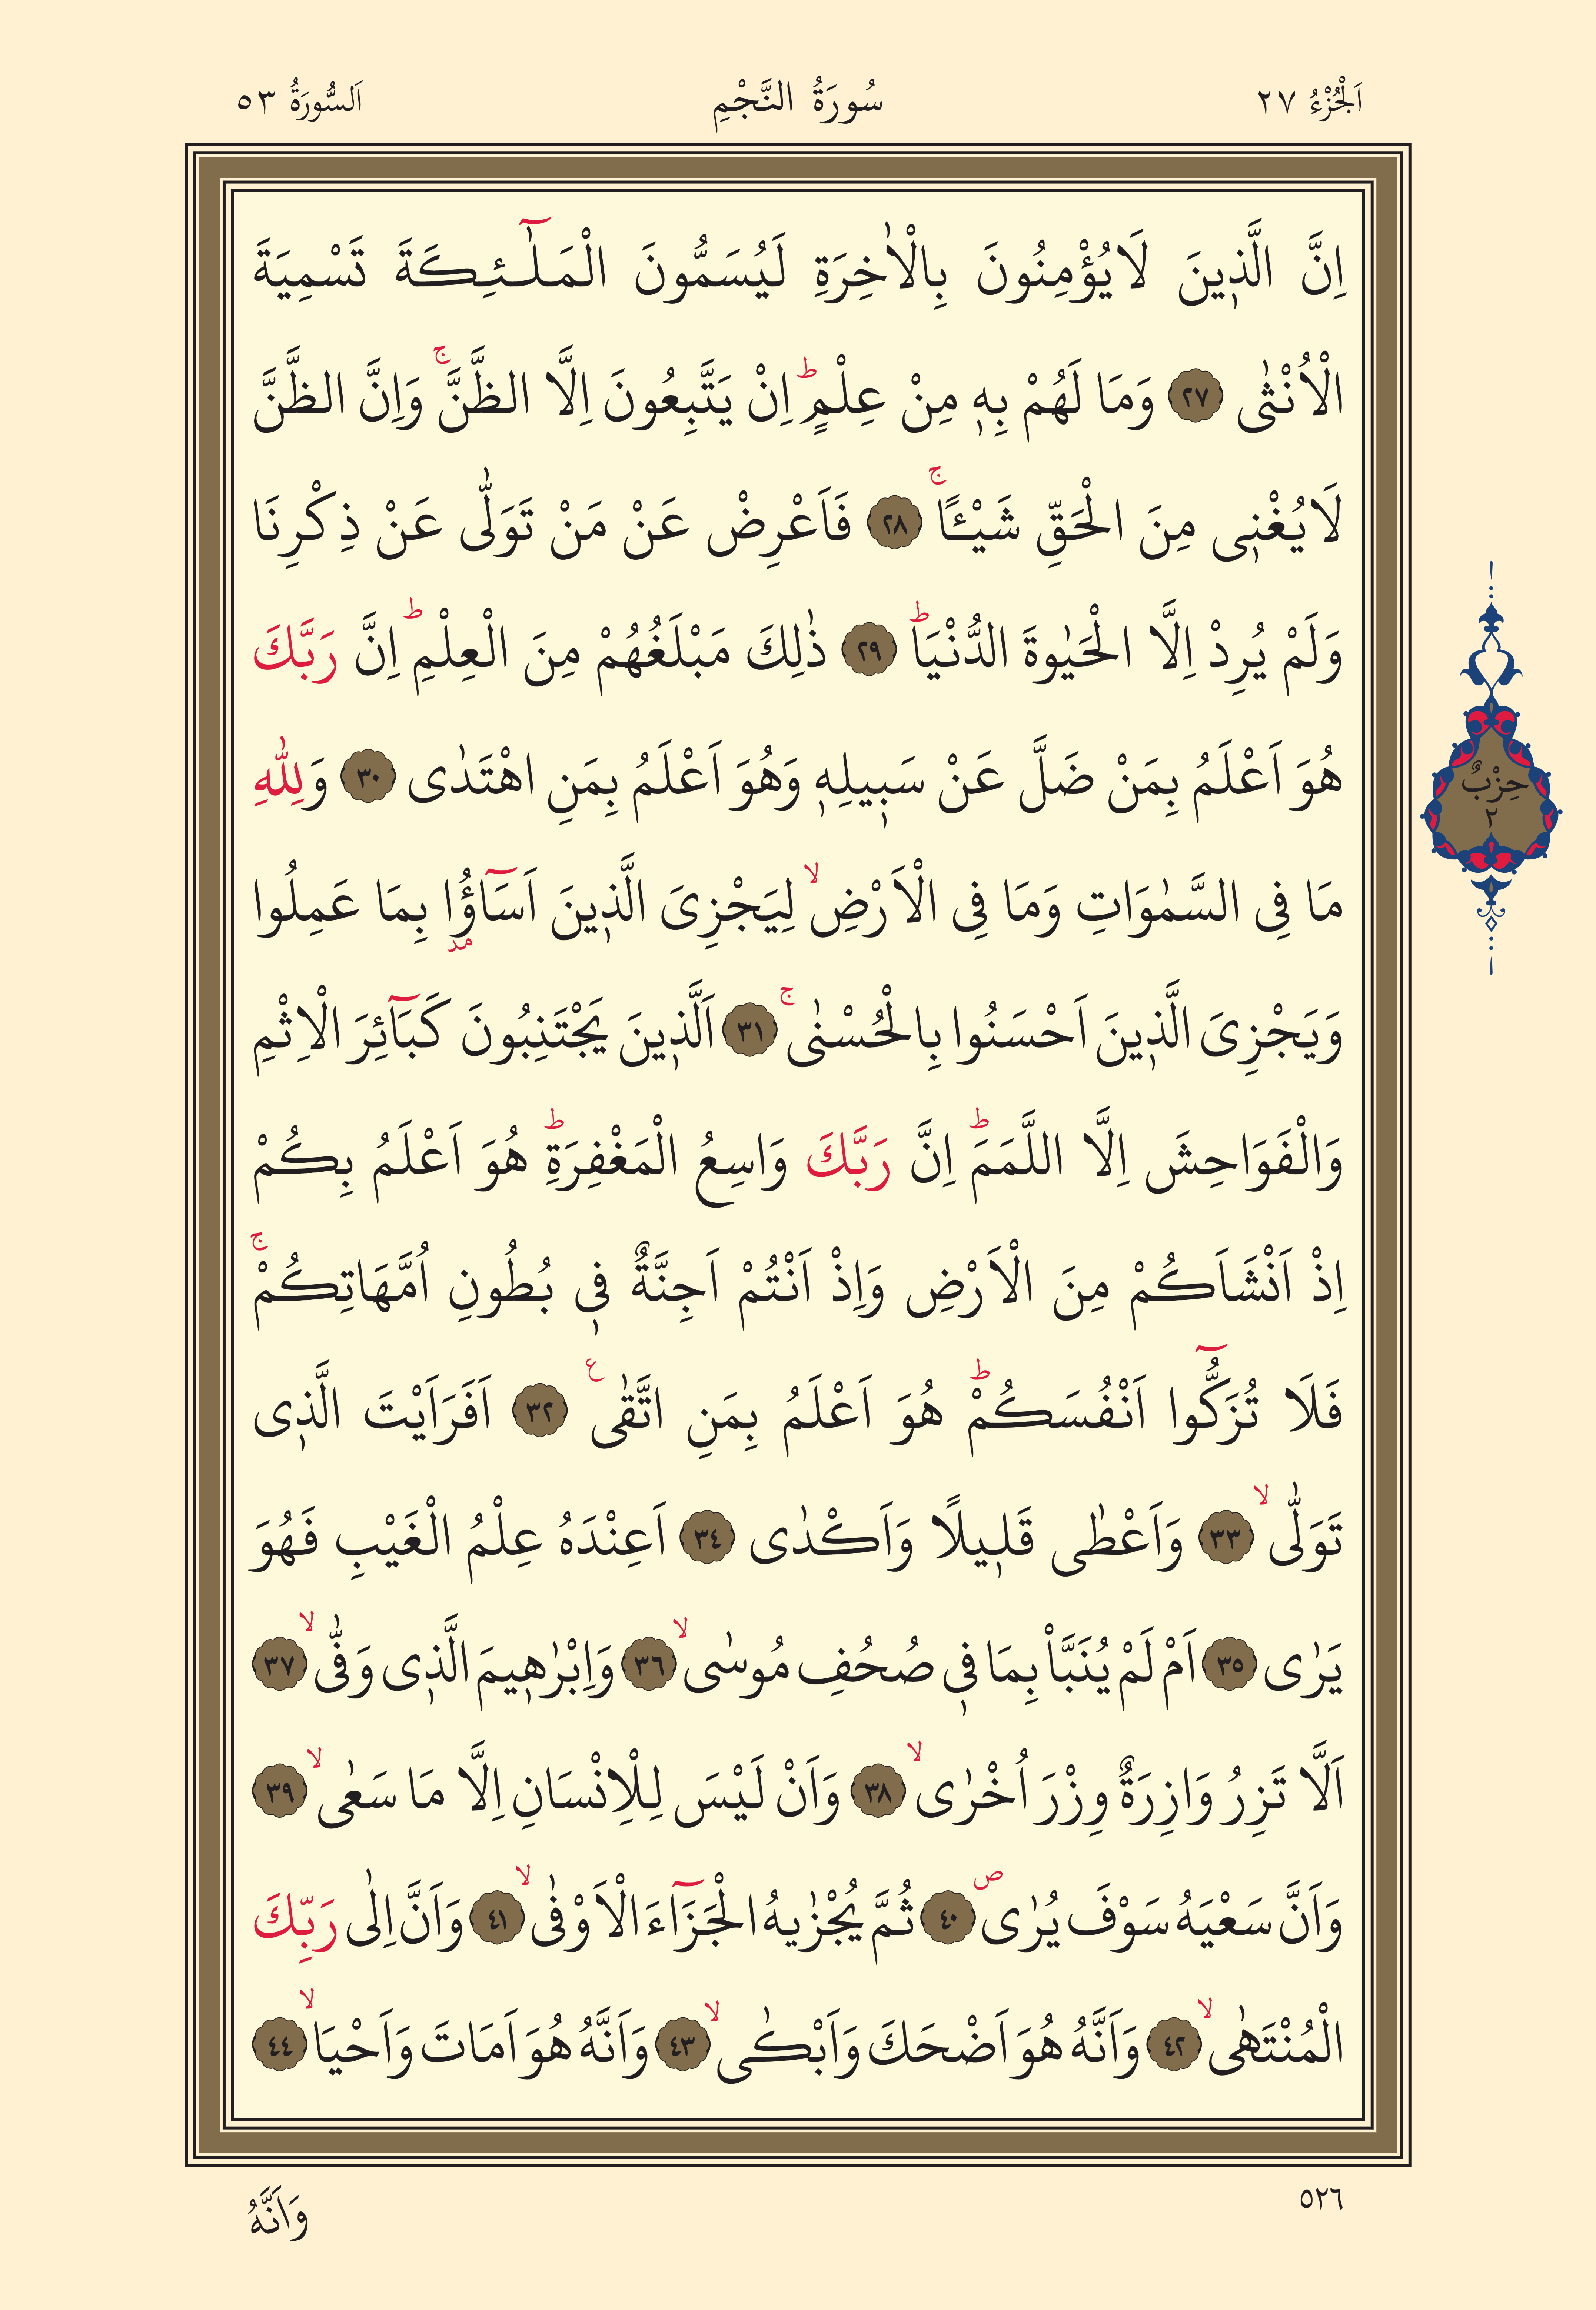 اَلْجُزْءُ ٢٧
سُورَةُ النَّجْمِ
اَلسُّورَةُ ٥٣
اِنَّ الَّذ۪ينَ لَا يُؤْمِنُونَ بِالْاٰخِرَةِ لَيُسَمُّونَ الْمَلٰٓئِكَةَ تَسْمِيَةَ
الْاُنْثٰى ٢٧ وَمَا لَهُمْ بِه۪ مِنْ عِلْمٍۜ اِنْ يَتَّبِعُونَ اِلَّا الظَّنَّۚ وَاِنَّ الظَّنَّ
لَا يُغْن۪ى مِنَ الْحَقِّ شَيْـًٔاۚ ٢٨ فَاَعْرِضْ عَنْ مَنْ تَوَلّٰى عَنْ ذِكْرِنَا
وَلَمْ يُرِدْ اِلَّا الْحَيٰوةَ الدُّنْيَاۜ ٢٩ ذٰلِكَ مَبْلَغُهُمْ مِنَ الْعِلْمِۜ اِنَّ رَبَّكَ
هُوَ اَعْلَمُ بِمَنْ ضَلَّ عَنْ سَب۪يلِه۪ وَهُوَ اَعْلَمُ بِمَنِ اهْتَدٰى ٣٠ وَلِلّٰهِ
مَا فِى السَّمٰوَاتِ وَمَا فِى الْاَرْضِۙ لِيَجْزِىَ الَّذ۪ينَ اَسَٓاؤُ۫ا بِمَا عَمِلُوا
مد
وَيَجْزِىَ الَّذ۪ينَ اَحْسَنُوا بِالْحُسْنٰىۚ ٣١ اَلَّذ۪ينَ يَجْتَنِبُونَ كَبَٓائِرَ الْاِثْمِ
وَالْفَوَاحِشَ اِلَّا اللَّمَمَۜ اِنَّ رَبَّكَ وَاسِعُ الْمَغْفِرَةِۜ هُوَ اَعْلَمُ بِكُمْ
اِذْ اَنْشَاَكُمْ مِنَ الْاَرْضِ وَاِذْ اَنْتُمْ اَجِنَّةٌ ف۪ى بُطُونِ اُمَّهَاتِكُمْۚ
فَلَا تُزَكُّٓوا اَنْفُسَكُمْۜ هُوَ اَعْلَمُ بِمَنِ اتَّقٰى ع ٣٢ اَفَرَاَيْتَ الَّذ۪ى
تَوَلّٰىۙ ٣٣ وَاَعْطٰى قَل۪يلًا وَاَكْدٰى ٣٤ اَعِنْدَهُ عِلْمُ الْغَيْبِ فَهُوَ
يَرٰى ٣٥ اَمْ لَمْ يُنَبَّأْ بِمَا ف۪ى صُحُفِ مُوسٰىۙ ٣٦ وَاِبْرٰه۪يمَ الَّذ۪ى وَفّٰىۙ ٣٧
اَلَّا تَزِرُ وَازِرَةٌ وِزْرَ اُخْرٰىۙ ٣٨ وَاَنْ لَيْسَ لِلْاِنْسَانِ اِلَّا مَا سَعٰىۙ ٣٩
وَاَنَّ سَعْيَهُ سَوْفَ يُرٰىۖ ٤٠ ثُمَّ يُجْزٰيهُ الْجَزَٓاءَ الْاَوْفٰىۙ ٤١ وَاَنَّ اِلٰى رَبِّكَ
الْمُنْتَهٰىۙ ٤٢ وَاَنَّهُ هُوَ اَضْحَكَ وَاَبْكٰىۙ ٤٣ وَاَنَّهُ هُوَ اَمَاتَ وَاَحْيَاۙ ٤٤
حِزْبٌ
٢
٥٢٦
وَاَنَّهُ